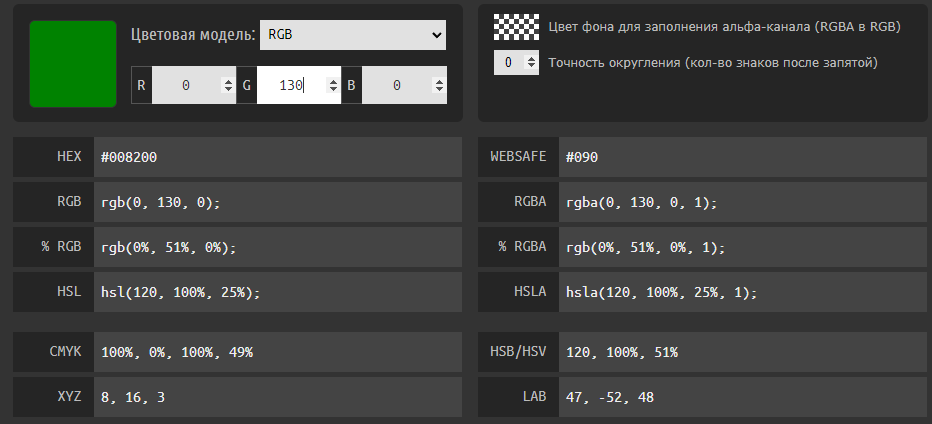 Цветовая модель: RGB
R 0 G 130 B 0
Цвет фона для заполнения альфа-канала (RGBA в RGB)
0 Точность округления (кол-во знаков после запятой)
HEX #008200
WEBSAFE #090
RGB rgb(0, 130, 0);
RGBA rgba(0, 130, 0, 1);
% RGB rgb(0%, 51%, 0%);
% RGBA rgb(0%, 51%, 0%, 1);
HSL hsl(120, 100%, 25%);
HSLA hsla(120, 100%, 25%, 1);
CMYK 100%, 0%, 100%, 49%
HSB/HSV 120, 100%, 51%
XYZ 8, 16, 3
LAB 47, -52, 48